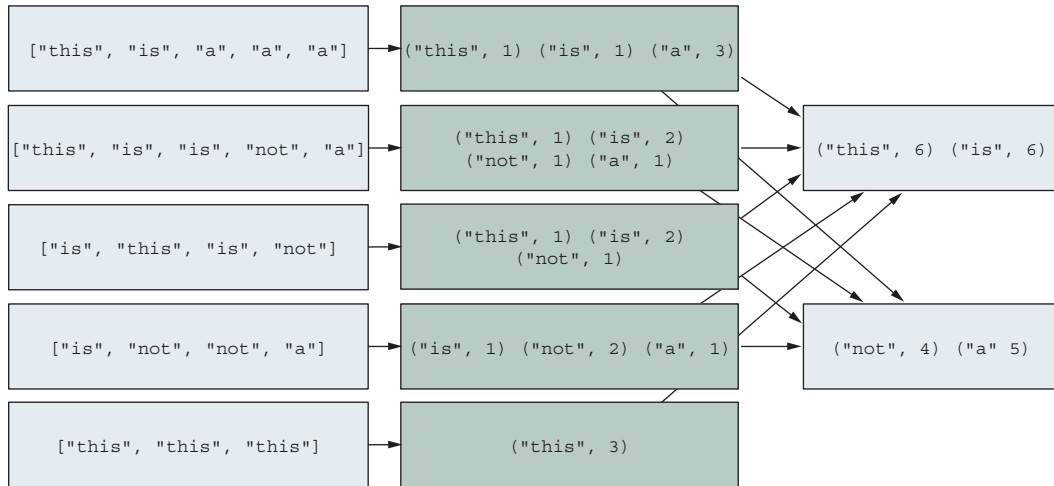 ["this", "is", "a", "a", "a"]
("this", 1) ("is", 1) ("a", 3)
["this", "is", "is", "not", "a"]
("this", 1) ("is", 2)
("not", 1) ("a", 1)
("this", 6) ("is", 6)
["is", "this", "is", "not"]
("this", 1) ("is", 2)
("not", 1)
["is", "not", "not", "a"]
("is", 1) ("not", 2) ("a", 1)
("not", 4) ("a" 5)
["this", "this", "this"]
("this", 3)